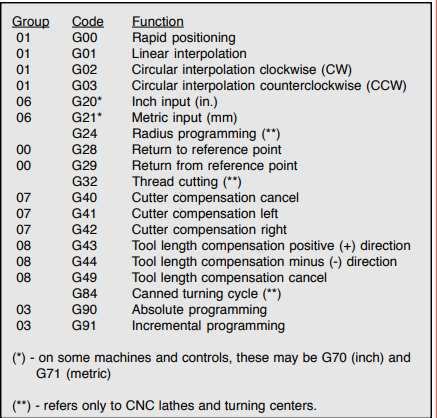 Group Code Function
01 G00 Rapid positioning
01 G01 Linear interpolation
01 G02 Circular interpolation clockwise (CW)
01 G03 Circular interpolation counterclockwise (CCW)
06 G20* Inch input (in.)
06 G21* Metric input (mm)
G24 Radius programming (**)
00 G28 Return to reference point
00 G29 Return from reference point
G32 Thread cutting (**)
07 G40 Cutter compensation cancel
07 G41 Cutter compensation left
07 G42 Cutter compensation right
08 G43 Tool length compensation positive (+) direction
08 G44 Tool length compensation minus (-) direction
08 G49 Tool length compensation cancel
G84 Canned turning cycle (**)
03 G90 Absolute programming
03 G91 Incremental programming
(*) - on some machines and controls, these may be G70 (inch) and
G71 (metric)
(**) - refers only to CNC lathes and turning centers.